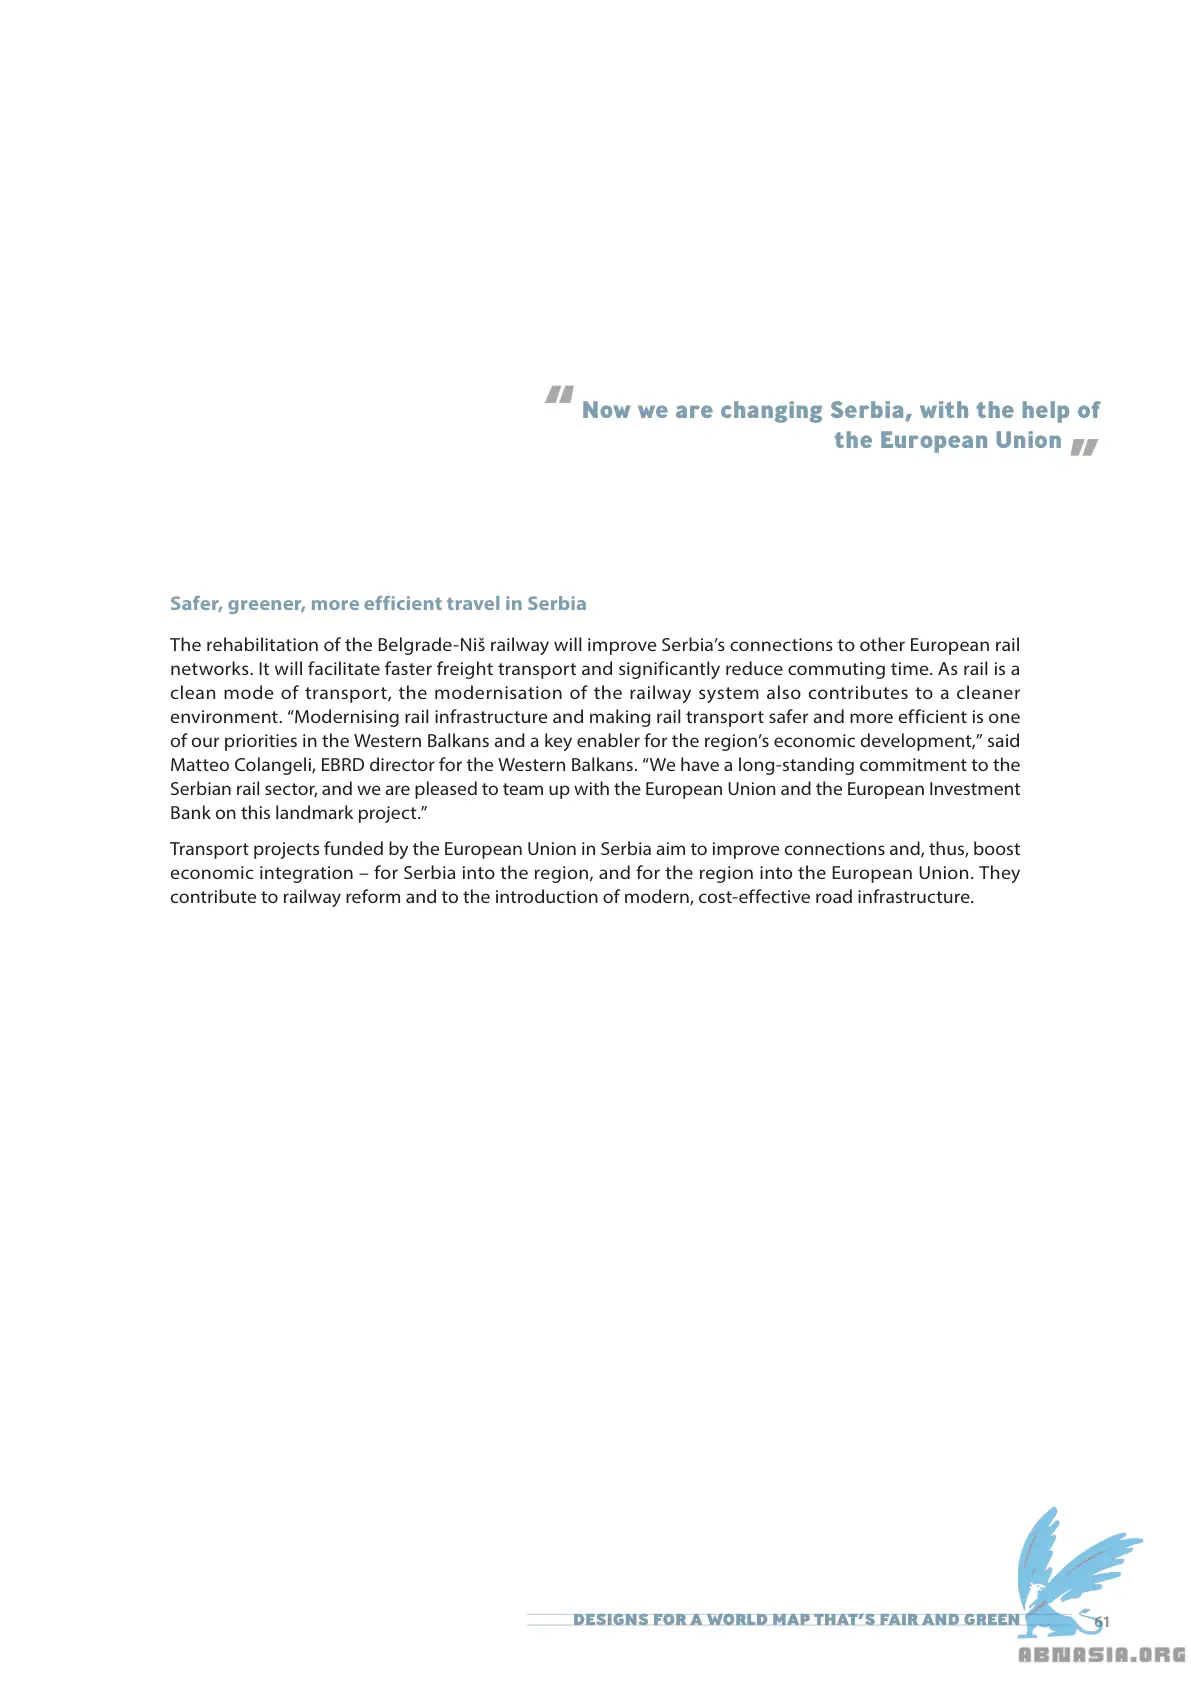 “ Now we are changing Serbia, with the help of
the European Union ”
Safer, greener, more efficient travel in Serbia
The rehabilitation of the Belgrade-Niš railway will improve Serbia’s connections to other European rail
networks. It will facilitate faster freight transport and significantly reduce commuting time. As rail is a
clean mode of transport, the modernisation of the railway system also contributes to a cleaner
environment. “Modernising rail infrastructure and making rail transport safer and more efficient is one
of our priorities in the Western Balkans and a key enabler for the region’s economic development,” said
Matteo Colangeli, EBRD director for the Western Balkans. “We have a long-standing commitment to the
Serbian rail sector, and we are pleased to team up with the European Union and the European Investment
Bank on this landmark project.”
Transport projects funded by the European Union in Serbia aim to improve connections and, thus, boost
economic integration – for Serbia into the region, and for the region into the European Union. They
contribute to railway reform and to the introduction of modern, cost-effective road infrastructure.
DESIGNS FOR A WORLD MAP THAT’S FAIR AND GREEN 61
ABNASIA.ORG